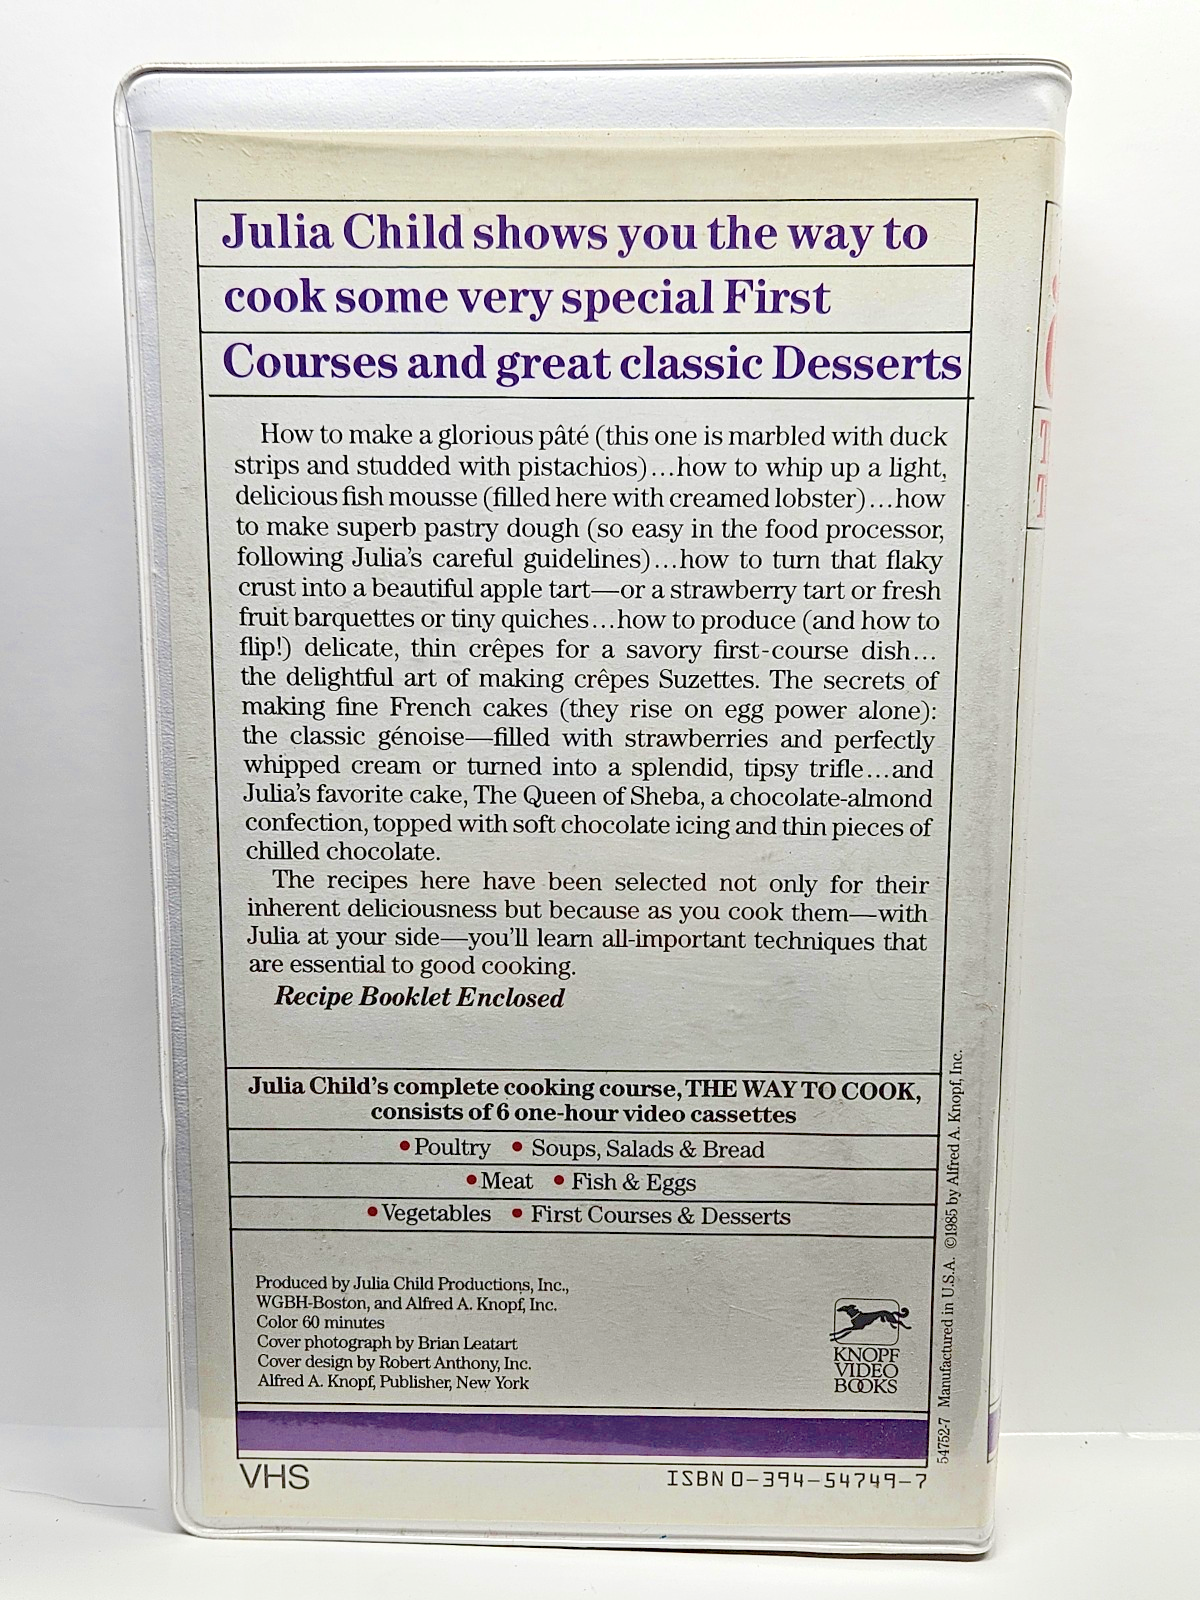 Julia Child shows you the way to
cook some very special First
Courses and great classic Desserts
How to make a glorious pâté (this one is marbled with duck
strips and studded with pistachios)...how to whip up a light,
delicious fish mousse (filled here with creamed lobster)...how
to make superb pastry dough (so easy in the food processor,
following Julia's careful guidelines)...how to turn that flaky
crust into a beautiful apple tart—or a strawberry tart or fresh
fruit barquettes or tiny quiches...how to produce (and how to
flip!) delicate, thin crêpes for a savory first-course dish...
the delightful art of making crêpes Suzettes. The secrets of
making fine French cakes (they rise on egg power alone):
the classic génoise—filled with strawberries and perfectly
whipped cream or turned into a splendid, tipsy trifle...and
Julia's favorite cake, The Queen of Sheba, a chocolate-almond
confection, topped with soft chocolate icing and thin pieces of
chilled chocolate.
The recipes here have been selected not only for their
inherent deliciousness but because as you cook them—with
Julia at your side—you'll learn all-important techniques that
are essential to good cooking.
Recipe Booklet Enclosed
Julia Child's complete cooking course, THE WAY TO COOK,
consists of 6 one-hour video cassettes
• Poultry • Soups, Salads & Bread
• Meat • Fish & Eggs
• Vegetables • First Courses & Desserts
Produced by Julia Child Productions, Inc.,
WGBH-Boston, and Alfred A. Knopf, Inc.
Color 60 minutes
Cover photograph by Brian Leatart
Cover design by Robert Anthony, Inc.
Alfred A. Knopf, Publisher, New York
KNOPF
VIDEO
BOOKS
54752-7 Manufactured in U.S.A. ©1985 by Alfred A. Knopf, Inc.
VHS
ISBN 0-394-54749-7